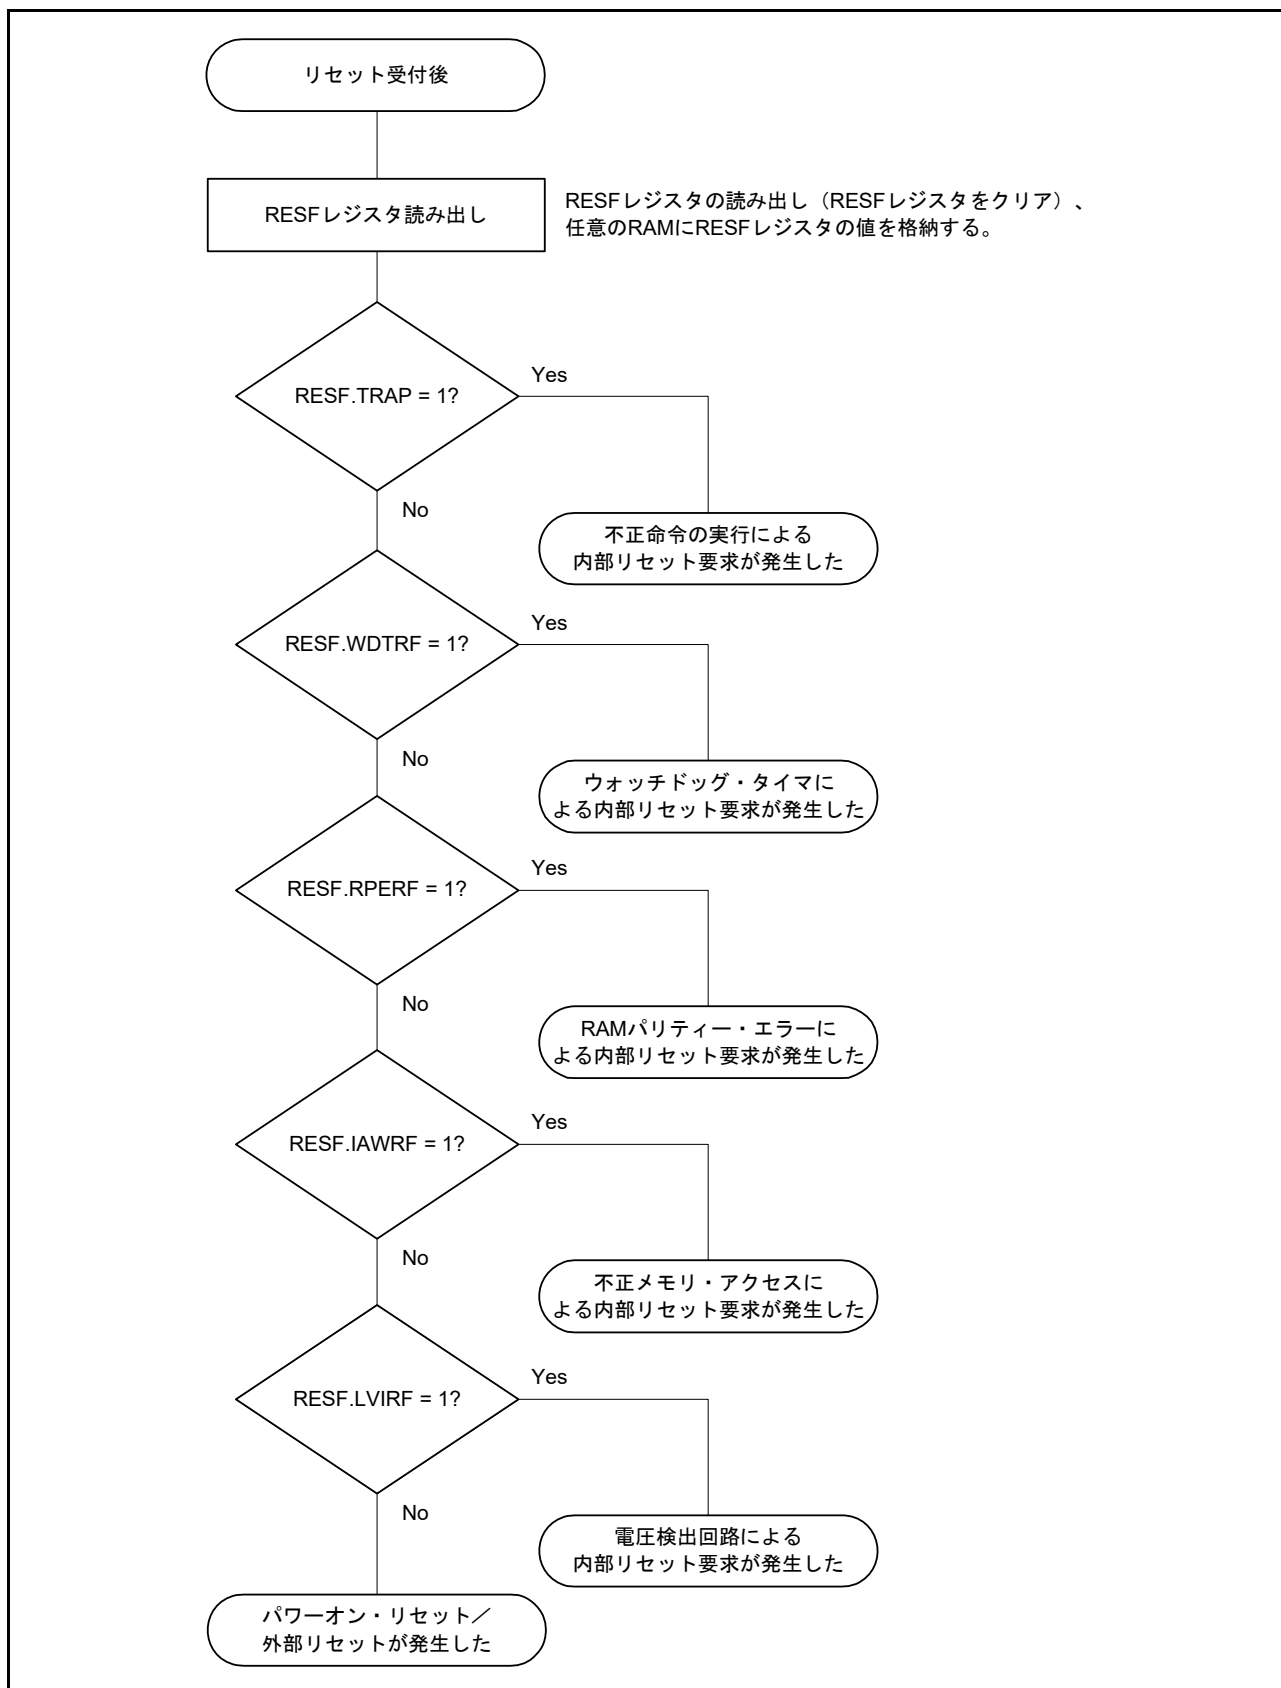 リセット受付後
RESFレジスタ読み出し
RESFレジスタの読み出し（RESFレジスタをクリア）、
任意のRAMにRESFレジスタの値を格納する。
RESF.TRAP = 1?
Yes
No
不正命令の実行による
内部リセット要求が発生した
RESF.WDTRF = 1?
Yes
No
ウォッチドッグ・タイマに
よる内部リセット要求が発生した
RESF.RPERF = 1?
Yes
No
RAMパリティー・エラーに
よる内部リセット要求が発生した
RESF.IAWRF = 1?
Yes
No
不正メモリ・アクセスに
よる内部リセット要求が発生した
RESF.LVIRF = 1?
Yes
No
電圧検出回路による
内部リセット要求が発生した
パワーオン・リセット／
外部リセットが発生した